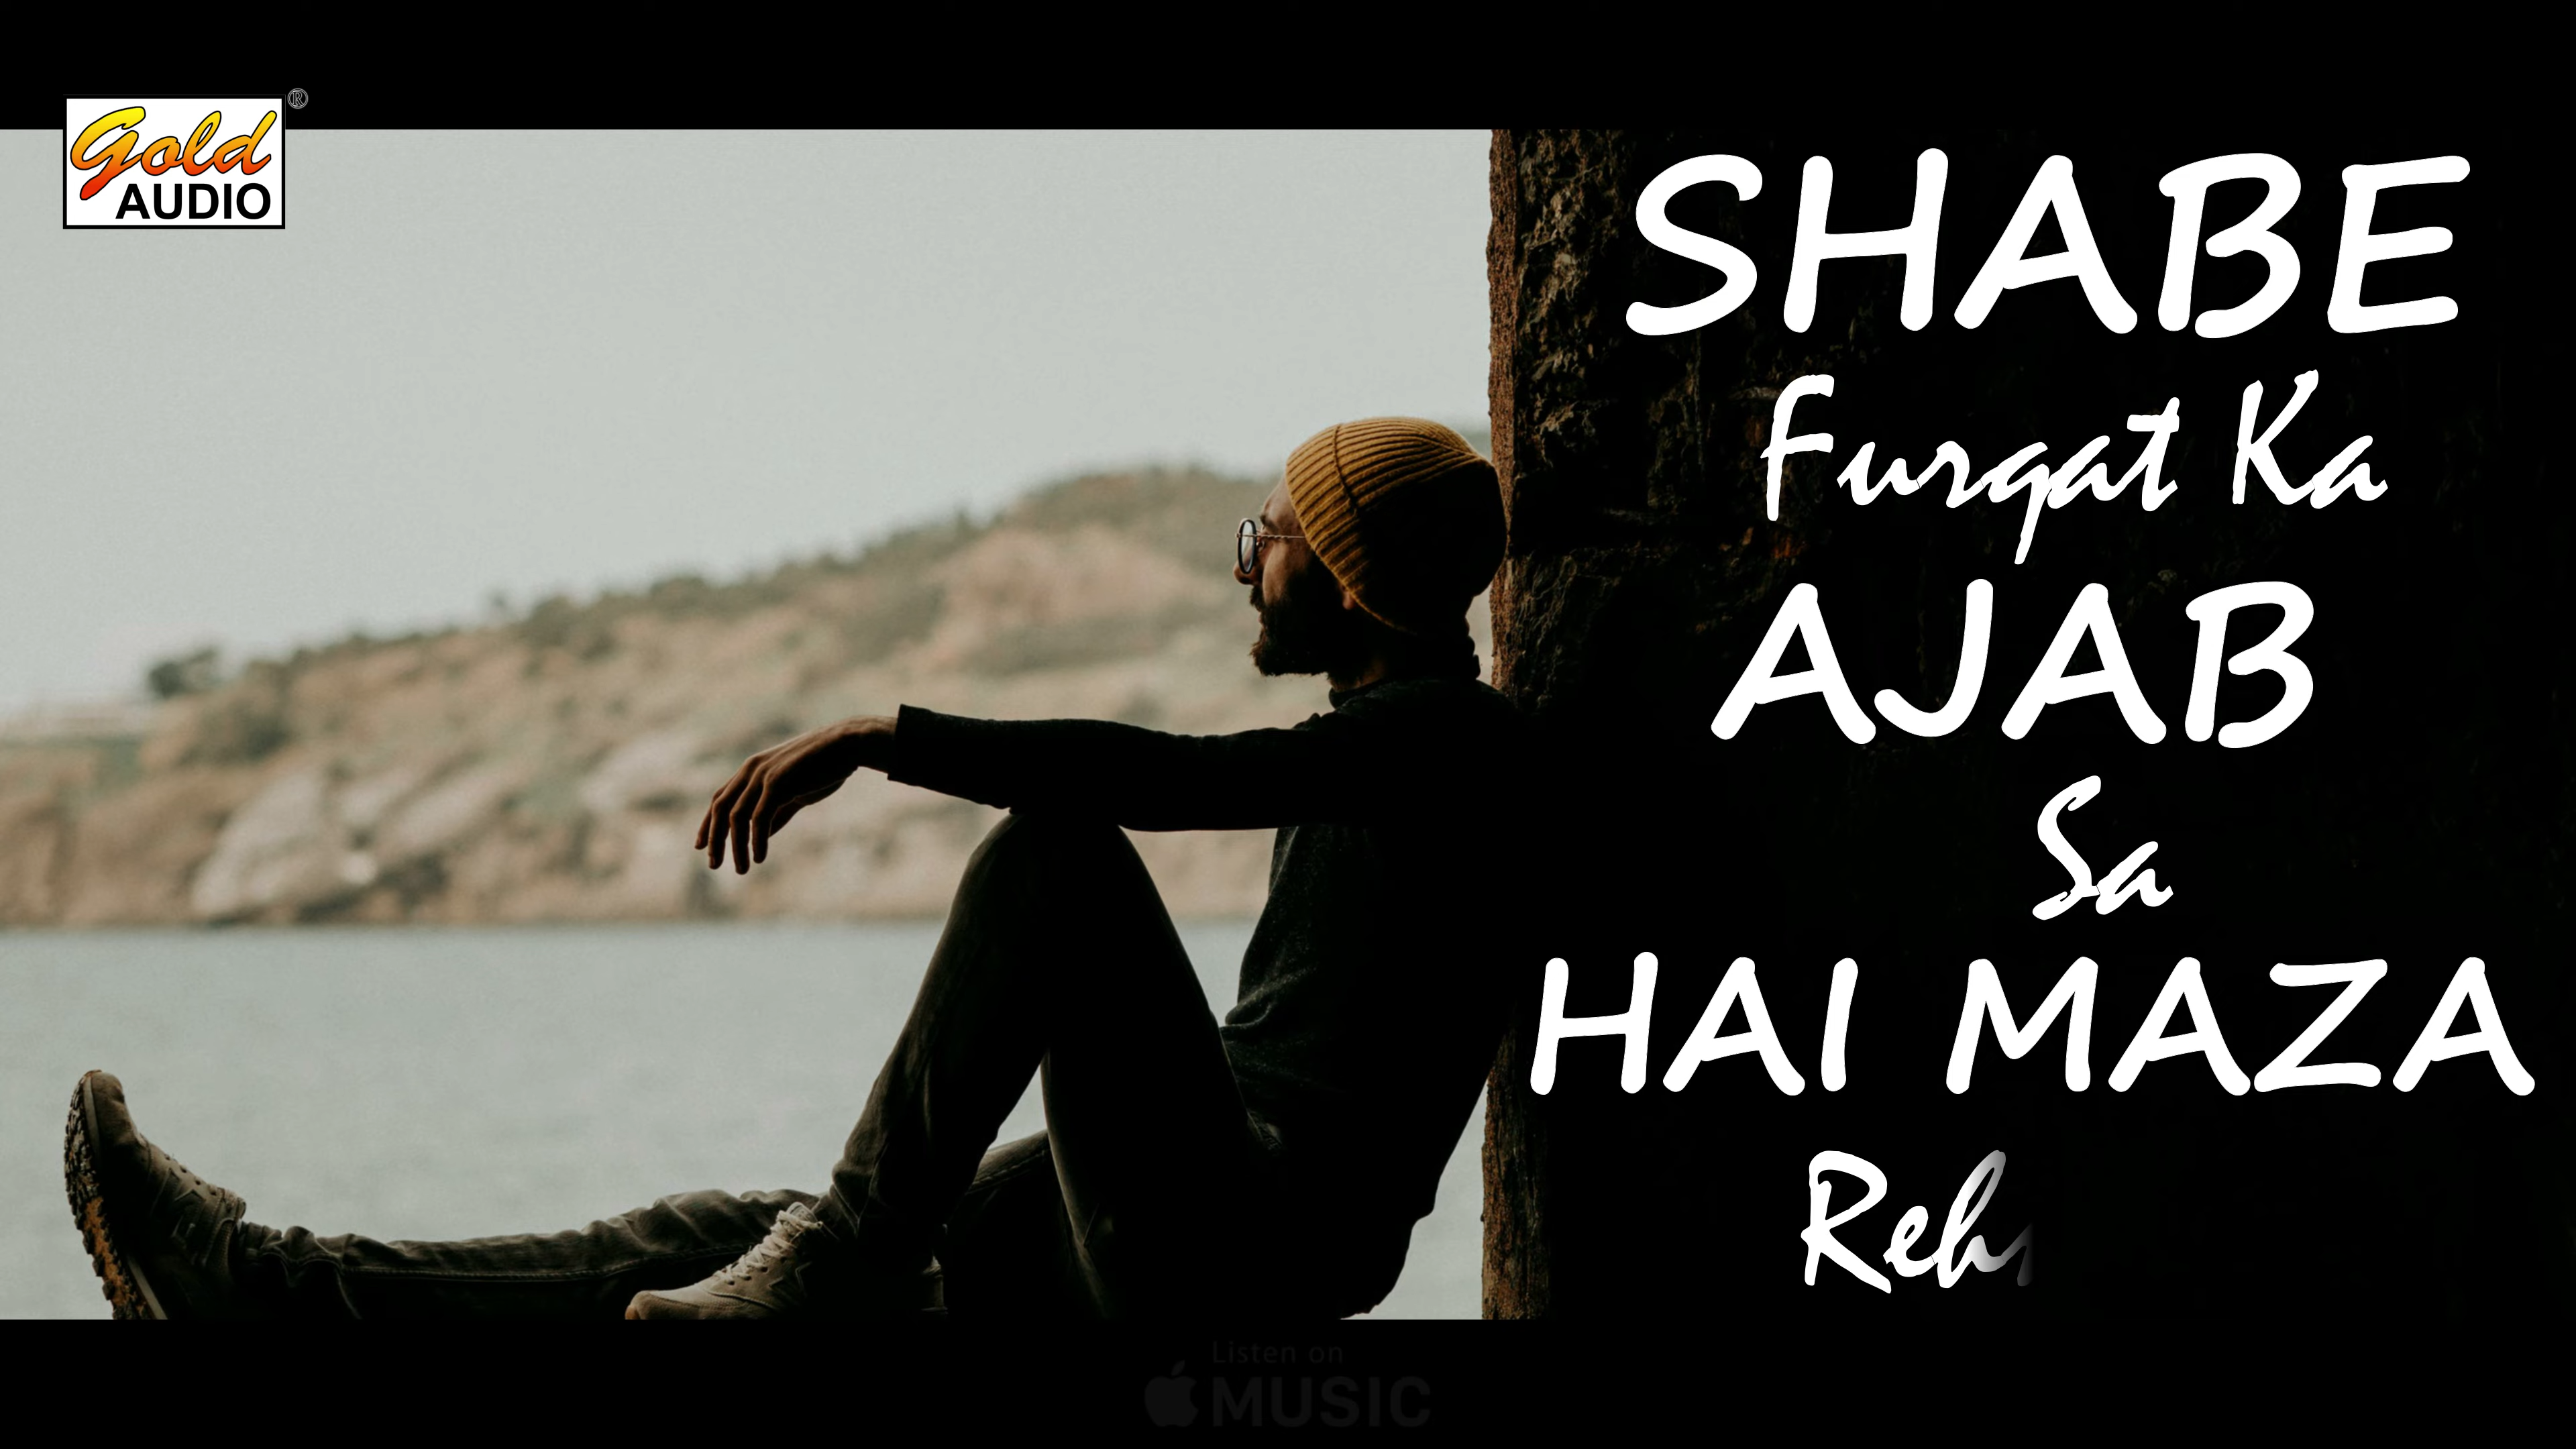 Gold
AUDIO
®
SHABE
Furqat Ka
AJAB
Sa
HAI MAZA
Listen on
MUSIC